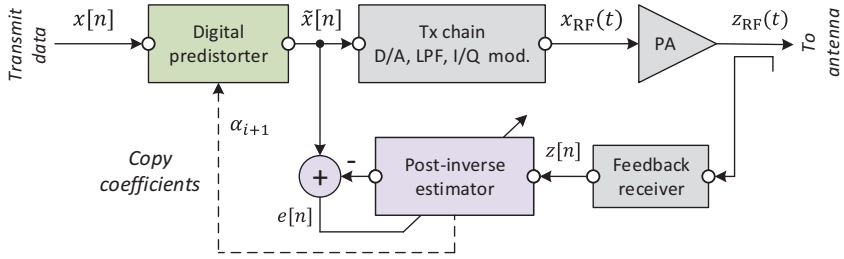 Transmit data
x[n]
Digital
predistorter
x̃[n]
Tx chain
D/A, LPF, I/Q mod.
x_RF(t)
PA
z_RF(t)
To antenna
α_{i+1}
Copy
coefficients
+
-
e[n]
Post-inverse
estimator
z[n]
Feedback
receiver